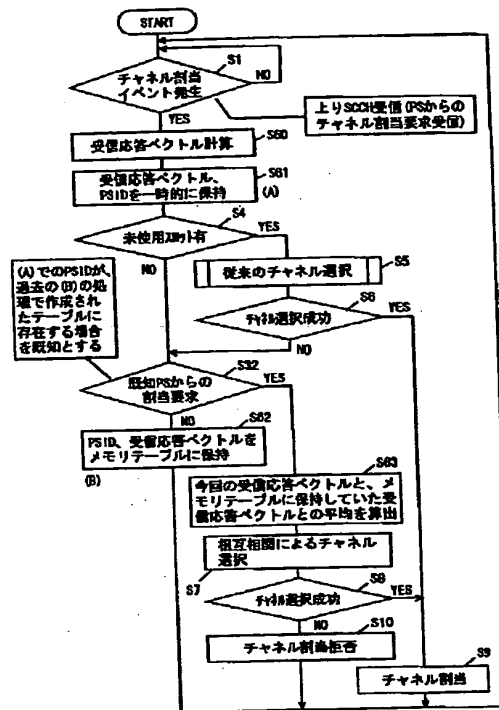 START
S1
チャネル割当
イベント発生
NO
YES
上りSCCH受信(PSからの
チャネル割当要求受信)
S60
受信応答ベクトル計算
S61
受信応答ベクトル、
PSIDを一時的に保持
(A)
S4
未使用スロット有
YES
NO
S5
従来のチャネル選択
(A)でのPSIDが、
過去の(B)の処
理で作成され
たテーブルに
存在する場合
を既知とする
S6
チャネル選択成功
YES
NO
S32
既知PSからの
割当要求
YES
NO
S62
PSID、受信応答ベクトルを
メモリテーブルに保持
(B)
S63
今回の受信応答ベクトルと、メ
モリテーブルに保持していた受
信応答ベクトルとの平均を算出
相互相関によるチャネル
選択
S7
S8
チャネル選択成功
YES
NO
S10
チャネル割当拒否
S9
チャネル割当